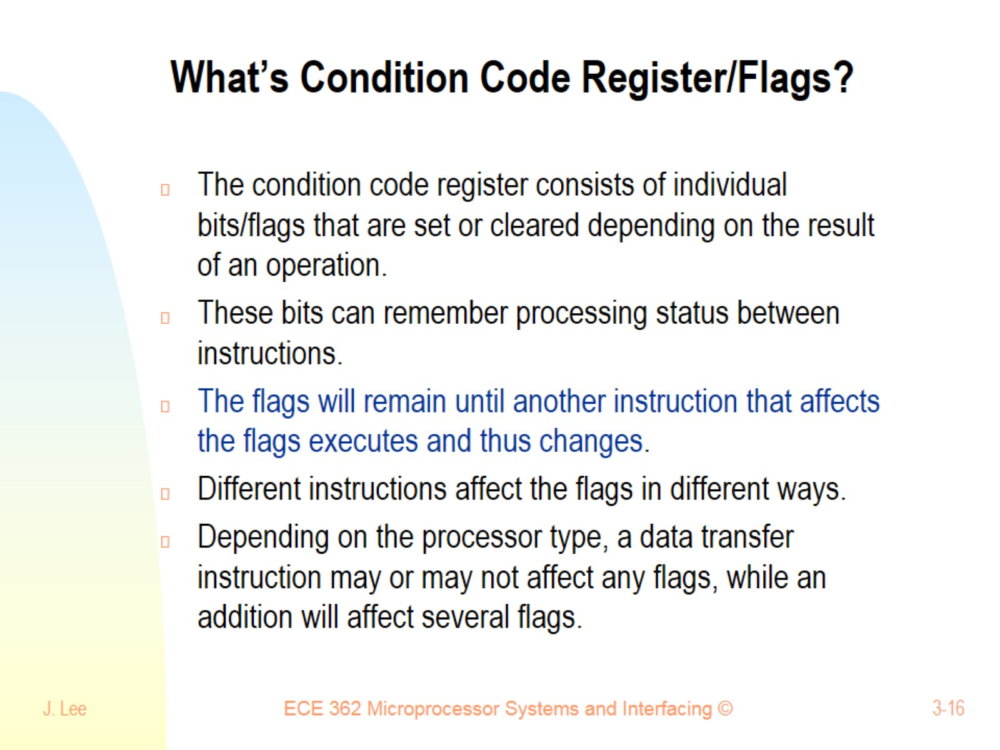 What’s Condition Code Register/Flags?
The condition code register consists of individual
bits/flags that are set or cleared depending on the result
of an operation.
These bits can remember processing status between
instructions.
The flags will remain until another instruction that affects
the flags executes and thus changes.
Different instructions affect the flags in different ways.
Depending on the processor type, a data transfer
instruction may or may not affect any flags, while an
addition will affect several flags.
J. Lee
ECE 362 Microprocessor Systems and Interfacing ©
3-16